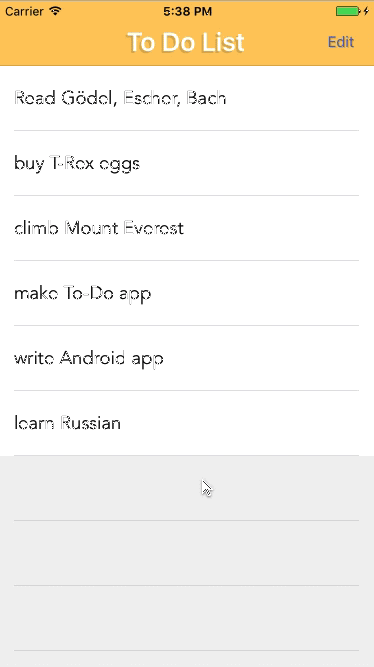 Carrier 5:38 PM
To Do List Edit
Read Gödel, Escher, Bach
buy T-Rex eggs
climb Mount Everest
make To-Do app
write Android app
learn Russian